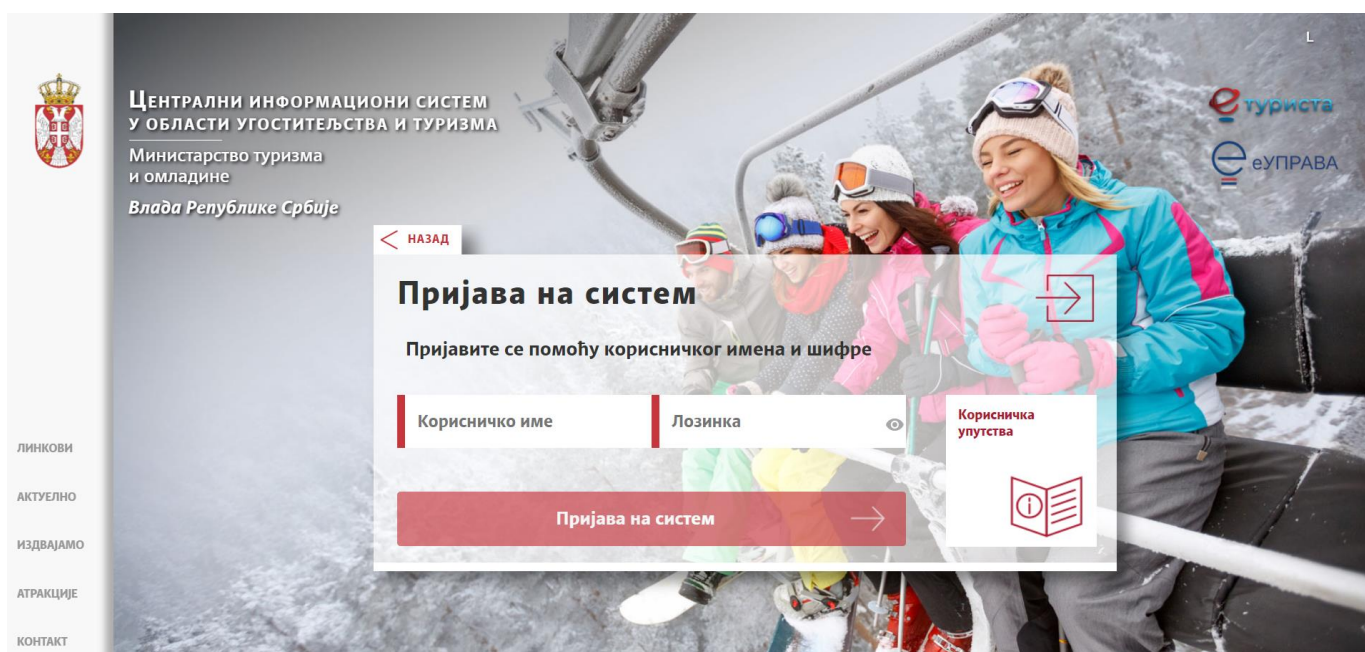 L
Централни информациони систем
у области угоститељства и туризма
Министарство туризма
и омладине
Влада Републике Србије
е туриста
еУПРАВА
НАЗАД
Пријава на систем
Пријавите се помоћу корисничког имена и шифре
Корисничко име
Лозинка
Корисничка
упутства
Пријава на систем
ЛИНКОВИ
АКТУЕЛНО
ИЗДВАЈАМО
АТРАКЦИЈЕ
КОНТАКТ